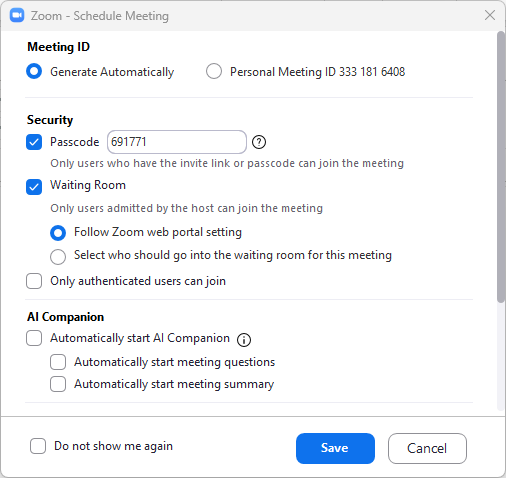 Zoom - Schedule Meeting
Meeting ID
Generate Automatically Personal Meeting ID 333 181 6408
Security
Passcode 691771 ?
Only users who have the invite link or passcode can join the meeting
Waiting Room
Only users admitted by the host can join the meeting
Follow Zoom web portal setting
Select who should go into the waiting room for this meeting
Only authenticated users can join
AI Companion
Automatically start AI Companion i
Automatically start meeting questions
Automatically start meeting summary
Do not show me again Save Cancel